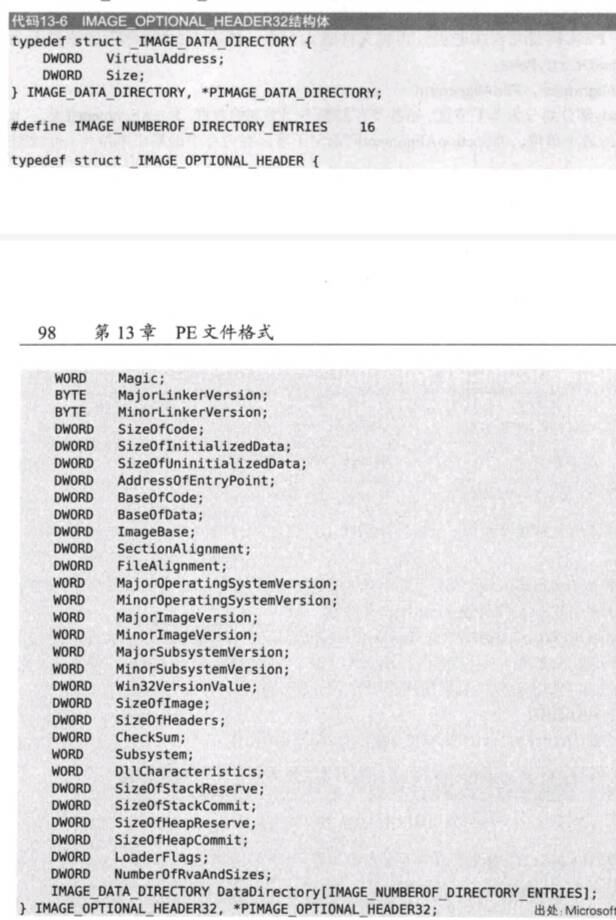 代码13-6 IMAGE_OPTIONAL_HEADER32结构体
typedef struct _IMAGE_DATA_DIRECTORY {
    DWORD   VirtualAddress;
    DWORD   Size;
} IMAGE_DATA_DIRECTORY, *PIMAGE_DATA_DIRECTORY;
#define IMAGE_NUMBEROF_DIRECTORY_ENTRIES    16
typedef struct _IMAGE_OPTIONAL_HEADER {
98 第 13 章 PE 文件格式
    WORD    Magic;
    BYTE    MajorLinkerVersion;
    BYTE    MinorLinkerVersion;
    DWORD   SizeOfCode;
    DWORD   SizeOfInitializedData;
    DWORD   SizeOfUninitializedData;
    DWORD   AddressOfEntryPoint;
    DWORD   BaseOfCode;
    DWORD   BaseOfData;
    DWORD   ImageBase;
    DWORD   SectionAlignment;
    DWORD   FileAlignment;
    WORD    MajorOperatingSystemVersion;
    WORD    MinorOperatingSystemVersion;
    WORD    MajorImageVersion;
    WORD    MinorImageVersion;
    WORD    MajorSubsystemVersion;
    WORD    MinorSubsystemVersion;
    DWORD   Win32VersionValue;
    DWORD   SizeOfImage;
    DWORD   SizeOfHeaders;
    DWORD   CheckSum;
    WORD    Subsystem;
    WORD    DllCharacteristics;
    DWORD   SizeOfStackReserve;
    DWORD   SizeOfStackCommit;
    DWORD   SizeOfHeapReserve;
    DWORD   SizeOfHeapCommit;
    DWORD   LoaderFlags;
    DWORD   NumberOfRvaAndSizes;
    IMAGE_DATA_DIRECTORY DataDirectory[IMAGE_NUMBEROF_DIRECTORY_ENTRIES];
} IMAGE_OPTIONAL_HEADER32, *PIMAGE_OPTIONAL_HEADER32; 出处: Microso